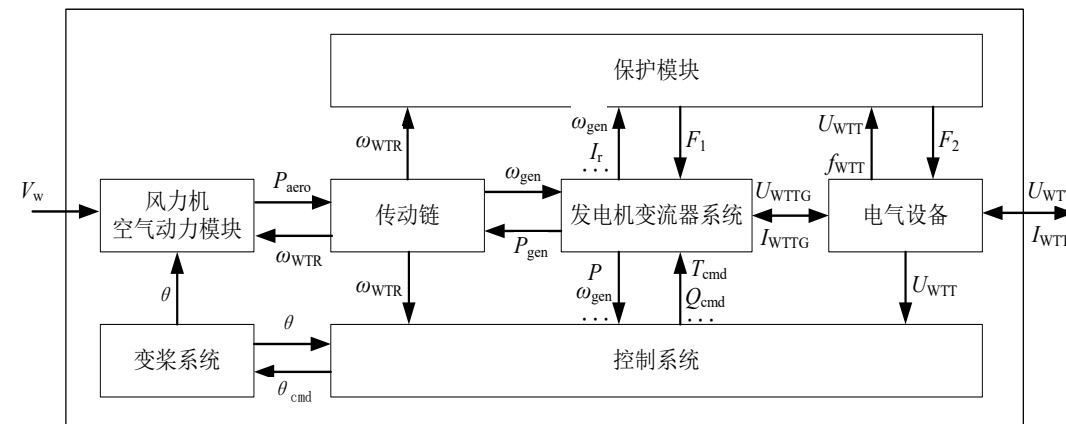 保护模块
ω_WTR
ω_gen
I_r
…
F_1
U_WTT
f_WTT
F_2
V_w
风力机
空气动力模块
P_aero
ω_WTR
传动链
ω_gen
P_gen
发电机变流器系统
U_WTTG
I_WTTG
电气设备
U_WTT
I_WTT
θ
ω_WTR
P
ω_gen
…
T_cmd
Q_cmd
…
U_WTT
变桨系统
θ
θ_cmd
控制系统